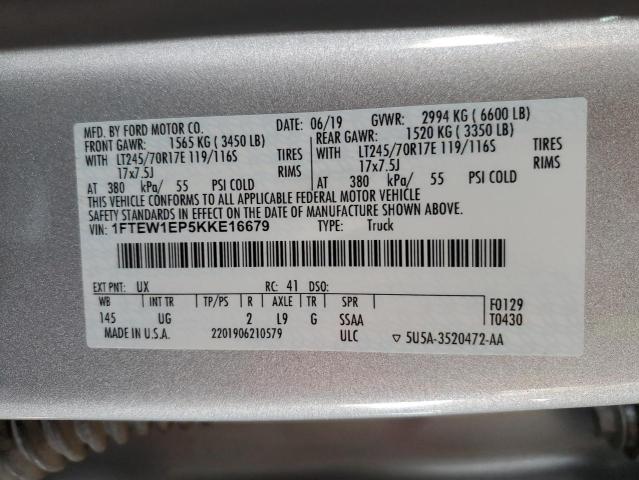 MFD. BY FORD MOTOR CO. DATE: 06/19 GVWR: 2994 KG ( 6600 LB)
FRONT GAWR: 1565 KG ( 3450 LB) REAR GAWR: 1520 KG ( 3350 LB)
WITH LT245/70R17E 119/116S TIRES WITH LT245/70R17E 119/116S TIRES
17x7.5J RIMS 17x7.5J RIMS
AT 380 kPa/ 55 PSI COLD AT 380 kPa/ 55 PSI COLD
THIS VEHICLE CONFORMS TO ALL APPLICABLE FEDERAL MOTOR VEHICLE
SAFETY STANDARDS IN EFFECT ON THE DATE OF MANUFACTURE SHOWN ABOVE.
VIN: 1FTEW1EP5KKE16679 TYPE: Truck
EXT PNT: UX RC: 41 DSO:
WB INT TR TP/PS R AXLE TR SPR F0129
145 UG 2 L9 G SSAA T0430
MADE IN U.S.A. 2201906210579 ULC ▽ 5U5A-3520472-AA